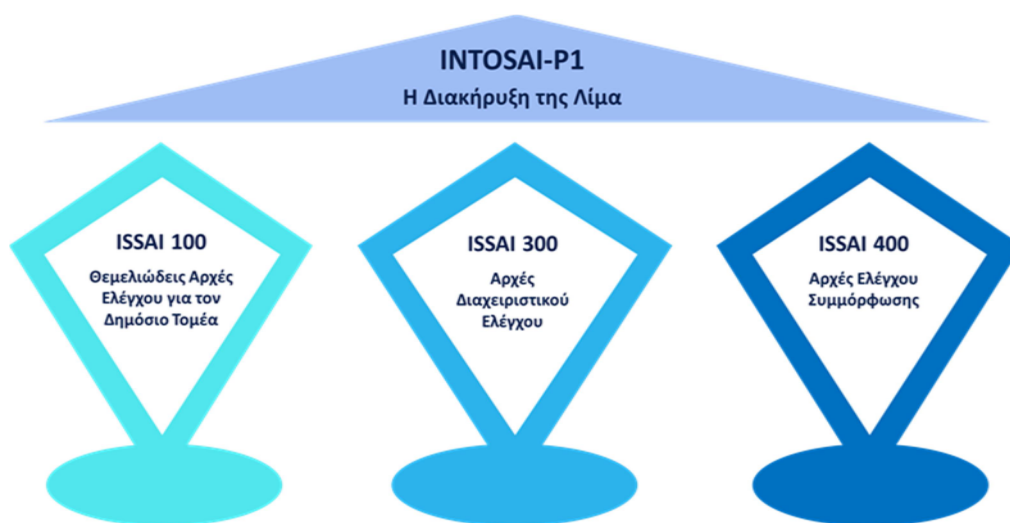 INTOSAI-P1
Η Διακήρυξη της Λίμα
ISSAI 100
Θεμελιώδεις Αρχές
Ελέγχου για τον
Δημόσιο Τομέα
ISSAI 300
Αρχές
Διαχειριστικού
Ελέγχου
ISSAI 400
Αρχές Ελέγχου
Συμμόρφωσης